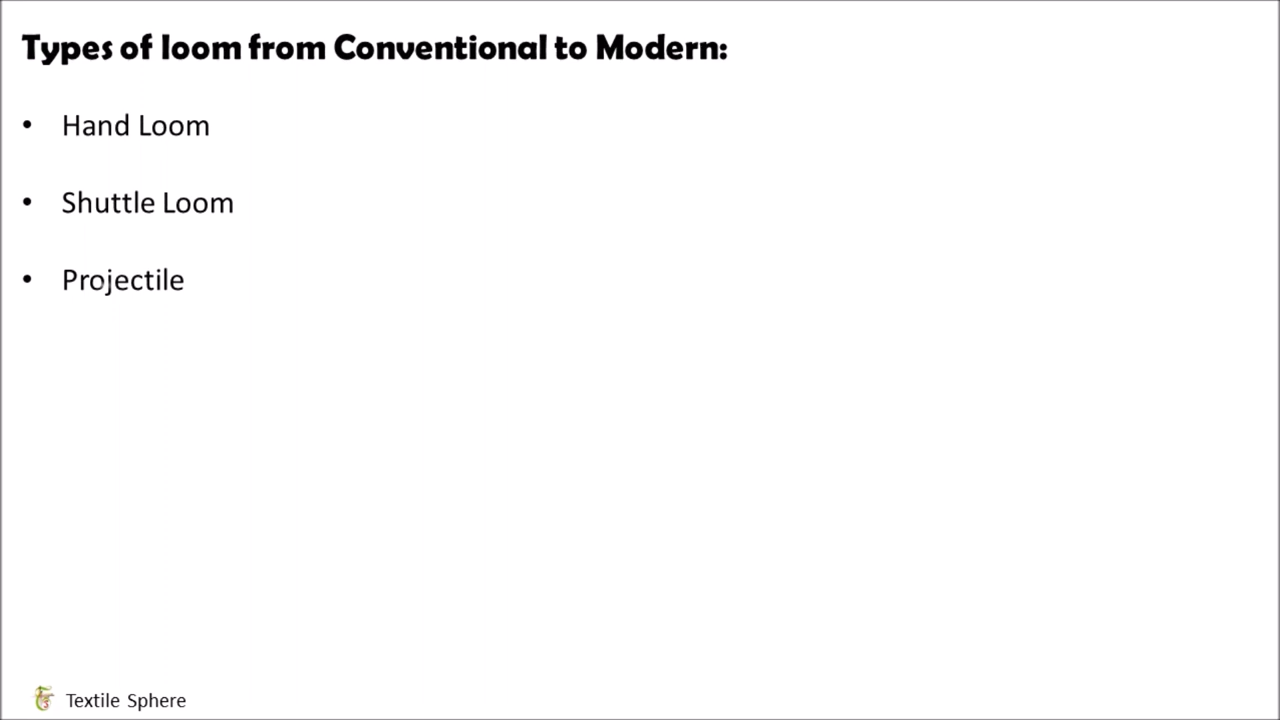 Types of loom from Conventional to Modern:
• Hand Loom
• Shuttle Loom
• Projectile
Textile Sphere